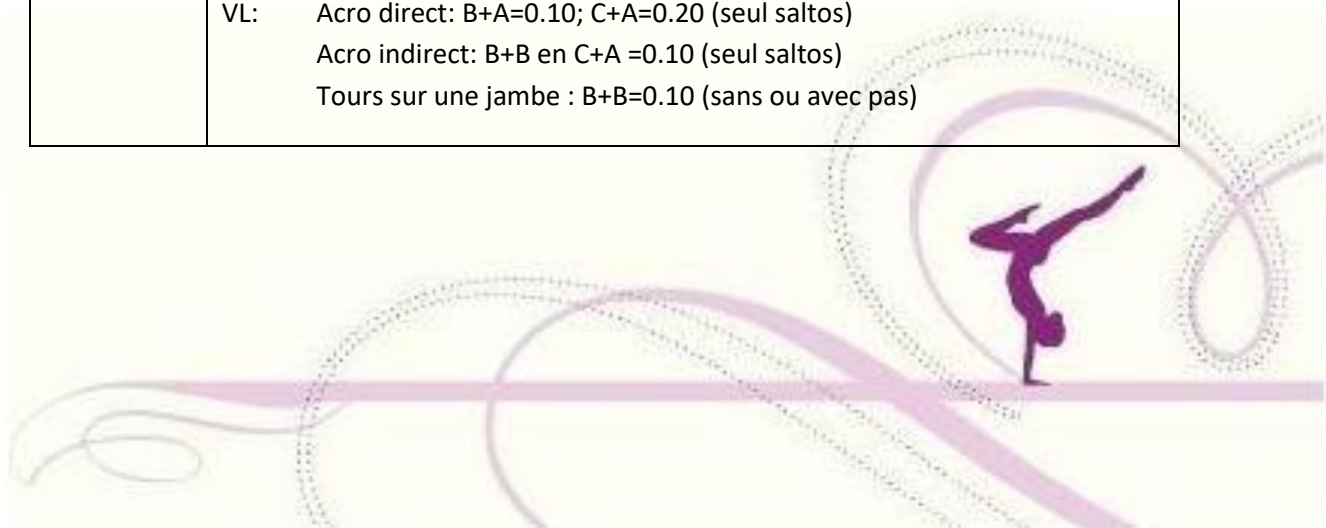 VL: Acro direct: B+A=0.10; C+A=0.20 (seul saltos)
Acro indirect: B+B en C+A =0.10 (seul saltos)
Tours sur une jambe : B+B=0.10 (sans ou avec pas)